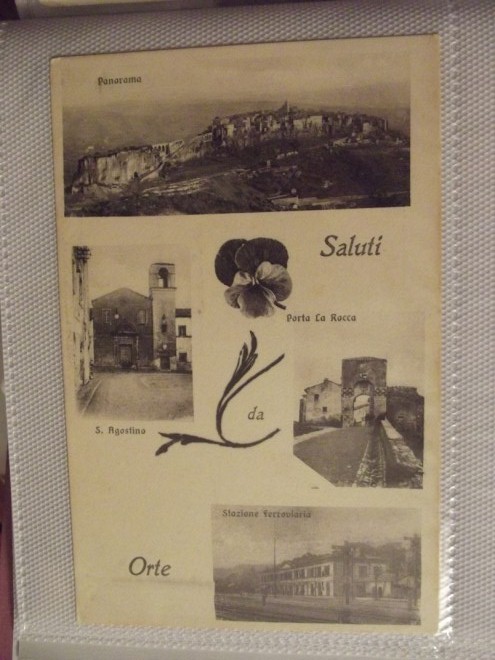 Panorama
Saluti
Porta La Rocca
da
S. Agostino
Stazione Ferroviaria
Orte